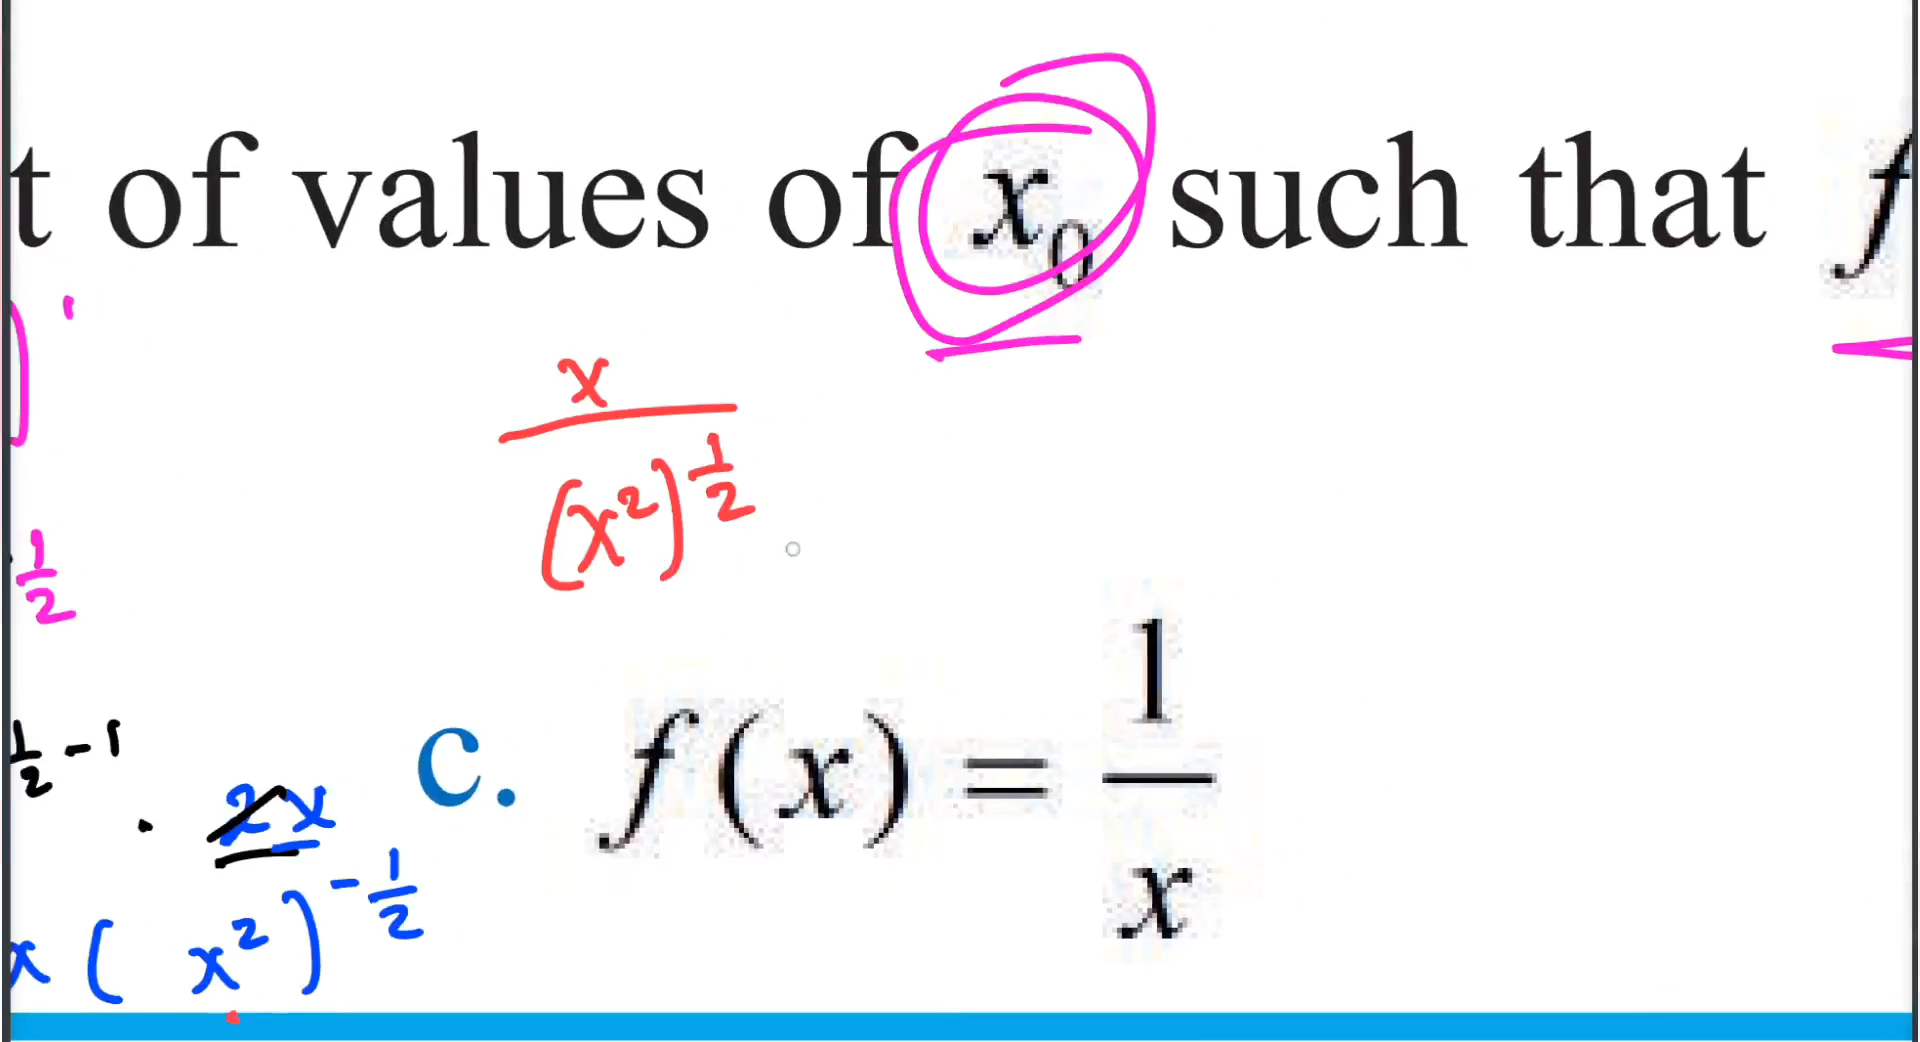 t of values of x₀ such that f
) '
x
(x²)^1/2
1/2
1/2 - 1
. 2x
c. f(x) = 1/x
x ( x²)^-1/2